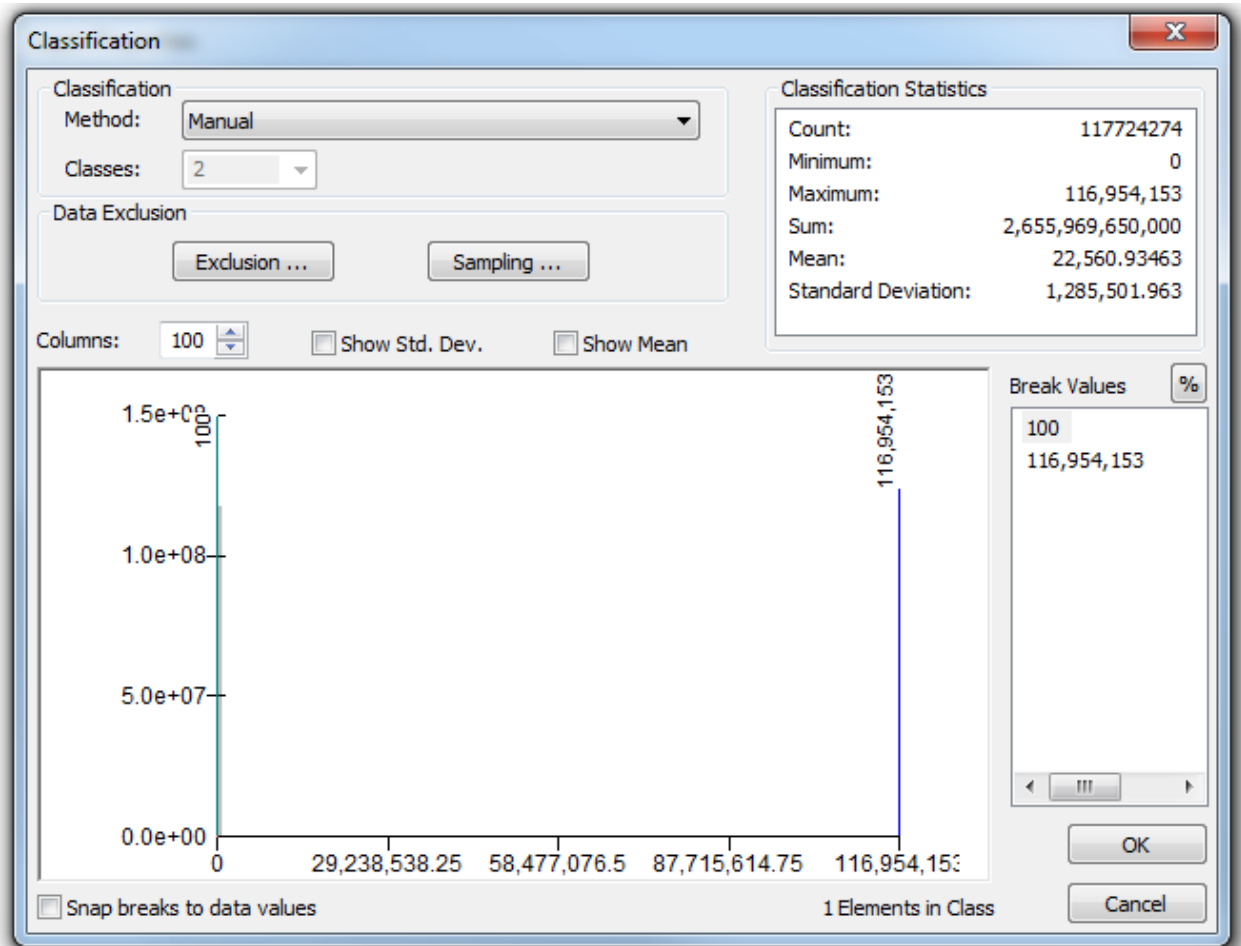 Classification
Classification
Method: Manual
Classes: 2
Data Exclusion
Exclusion ...
Sampling ...
Classification Statistics
Count: 117724274
Minimum: 0
Maximum: 116,954,153
Sum: 2,655,969,650,000
Mean: 22,560.93463
Standard Deviation: 1,285,501.963
Columns: 100
Show Std. Dev.
Show Mean
Break Values
%
100
116,954,153
100
116,954,153
1.0e+08
5.0e+07
0.0e+00
0 29,238,538.25 58,477,076.5 87,715,614.75 116,954,15
Snap breaks to data values
1 Elements in Class
OK
Cancel